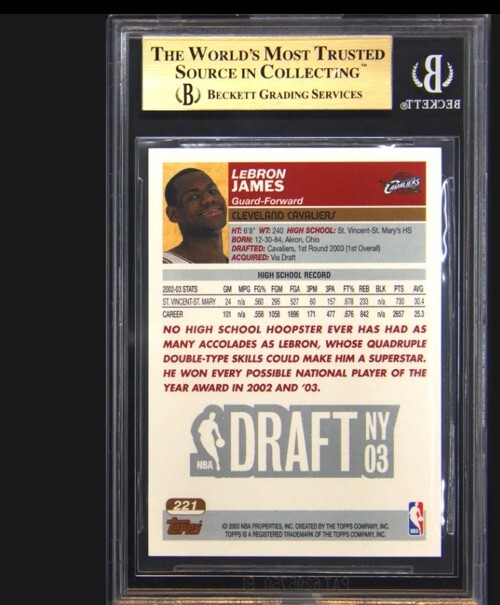 THE WORLD'S MOST TRUSTED
SOURCE IN COLLECTING™
B BECKETT GRADING SERVICES
B
BECKETT®
LEBRON
JAMES
Guard-Forward
CAVALIERS
CLEVELAND CAVALIERS
HT: 6'8" WT: 240 HIGH SCHOOL: St. Vincent-St. Mary's HS
BORN: 12-30-84, Akron, Ohio
DRAFTED: Cavaliers, 1st Round 2003 (1st Overall)
ACQUIRED: Via Draft
HIGH SCHOOL RECORD
2002-03 STATS GM MPG FG% FGM FGA 3PM 3PA FT% REB BLK PTS AVG
ST. VINCENT-ST. MARY 24 n/a .560 295 527 60 157 .678 233 n/a 730 30.4
CAREER 101 n/a .558 1058 1896 171 477 .676 842 n/a 2657 25.3
NO HIGH SCHOOL HOOPSTER EVER HAS HAD AS
MANY ACCOLADES AS LEBRON, WHOSE QUADRUPLE
DOUBLE-TYPE SKILLS COULD MAKE HIM A SUPERSTAR.
HE WON EVERY POSSIBLE NATIONAL PLAYER OF THE
YEAR AWARD IN 2002 AND '03.
NBA DRAFT NY
03
221
Topps
© 2003 NBA PROPERTIES, INC. CREATED BY THE TOPPS COMPANY, INC.
TOPPS IS A REGISTERED TRADEMARK OF THE TOPPS COMPANY, INC.
NBA